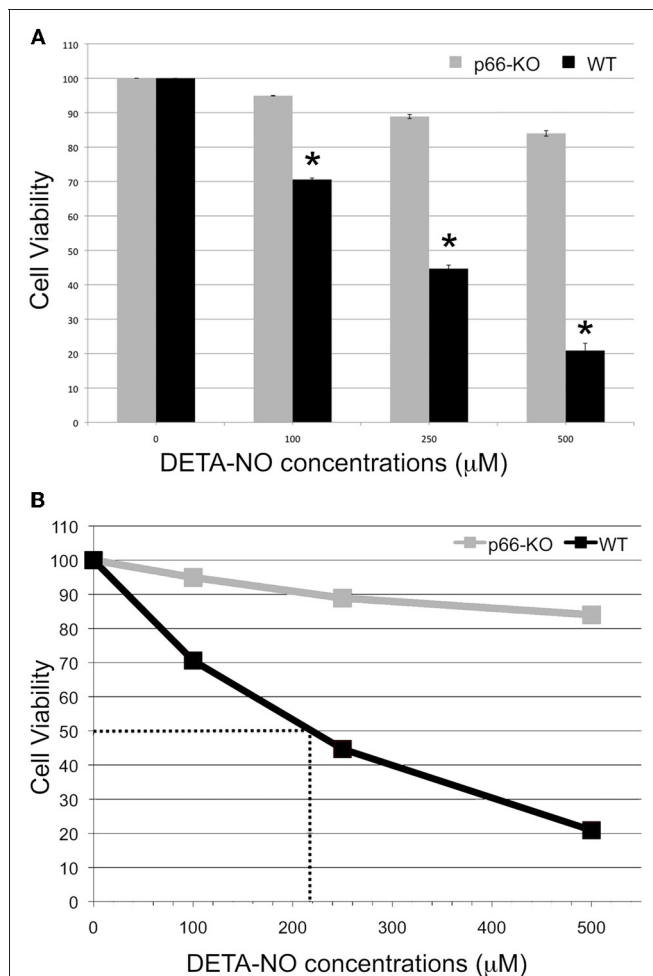 A
110
100
90
80
70
60
50
40
30
20
10
0
Cell Viability
p66-KO WT
*
*
*
0 100 250 500
DETA-NO concentrations (μM)
B
110
100
90
80
70
60
50
40
30
20
10
0
Cell Viability
p66-KO WT
0 100 200 300 400 500
DETA-NO concentrations (μM)